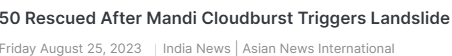 50 Rescued After Mandi Cloudburst Triggers Landslide
Friday August 25, 2023 | India News | Asian News International